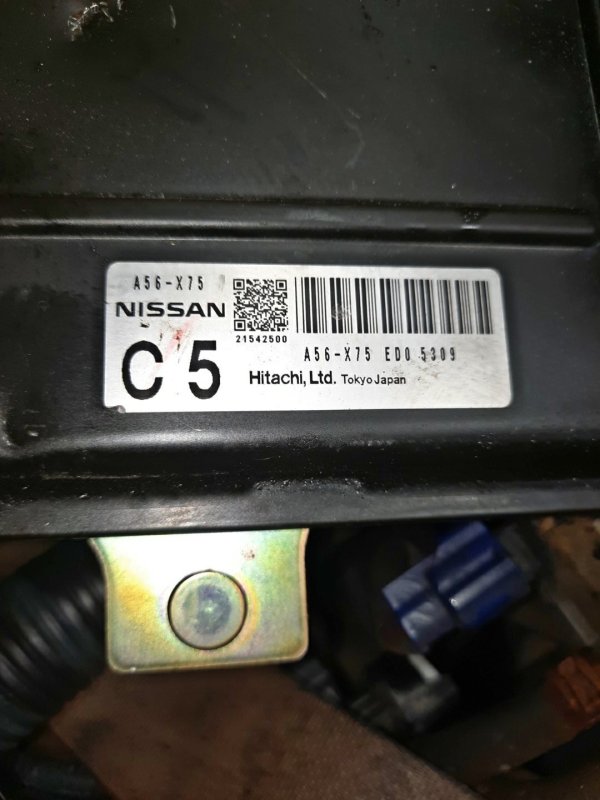 A56-X75
NISSAN
21542500
C5
A56-X75 ED0 5309
Hitachi, Ltd. Tokyo Japan